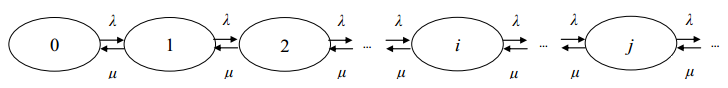 λ λ λ λ λ λ λ
0 1 2 ... i ... j ...
μ μ μ μ μ μ μ